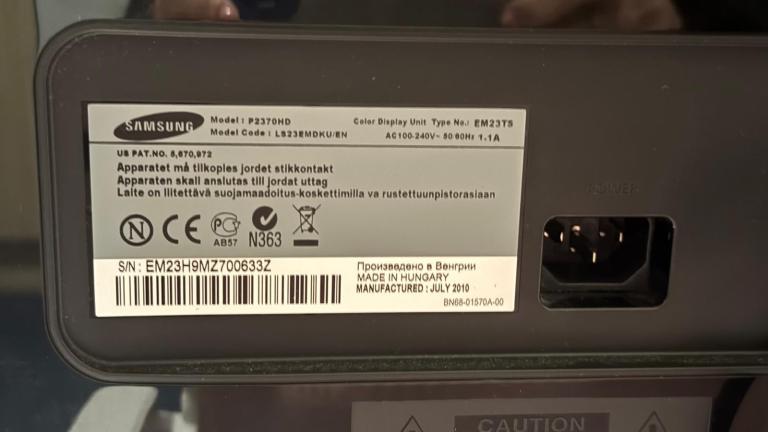 SAMSUNG
Model : P2370HD
Color Display Unit Type No.: EM23TS
Model Code : LS23EMDKU/EN
AC100-240V~ 50/60Hz 1.1A
US PAT.NO. 5,670,972
Apparatet må tilkoples jordet stikkontakt
Apparaten skall anslutas till jordat uttag
Laite on liitettävä suojamaadoitus-koskettimilla va rustettuunpistorasiaan
N CE PC N363
AB57
S/N : EM23H9MZ700633Z
Произведено в Венгрии
MADE IN HUNGARY
MANUFACTURED : JULY 2010
BN68-01570A-00
POWER
CAUTION